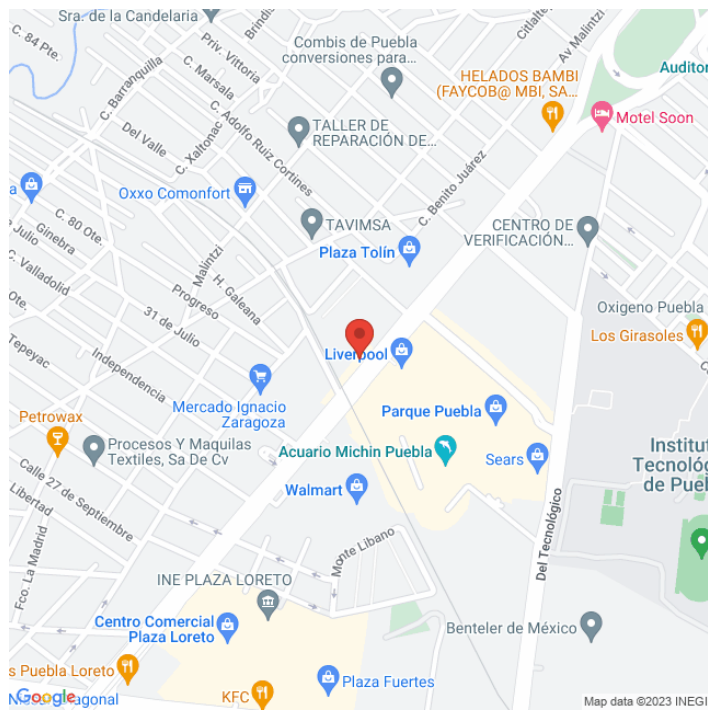 Sra. de la Candelaria
Brindis
Citlalte
Av Malintzi
C. 84 Pte.
Priv. Vittoria
Combis de Puebla
conversiones para...
Auditor
C. Barranquilla
C. Marsala
HELADOS BAMBI
(FAYCOB@ MBI, SA...
Motel Soon
C. Adolfo Ruiz Cortines
TALLER DE
REPARACIÓN DE...
Del Valle
C. Xaltonac
C. Benito Juárez
a
Oxxo Comonfort
C. 80 Ote.
Ginebra
e Julio
TAVIMSA
CENTRO DE
VERIFICACIÓN...
Malintzi
Plaza Tolín
C. Valladolid
H. Galeana
Progreso
31 de Julio
Ote.
Oxigeno Puebla
Los Girasoles
C
Tepeyac
Independencia
Liverpool
Mercado Ignacio
Zaragoza
Parque Puebla
Petrowax
Procesos Y Maquilas
Textiles, Sa De Cv
Acuario Michin Puebla
Sears
Institut
Tecnológ
de Pueb
Calle 27 de Septiembre
Libertad
Walmart
Del Tecnológico
Fco. La Madrid
Monte Libano
INE PLAZA LORETO
Centro Comercial
Plaza Loreto
Benteler de México
s Puebla Loreto
KFC
Plaza Fuertes
Google
agonal
Map data ©2023 INEGI